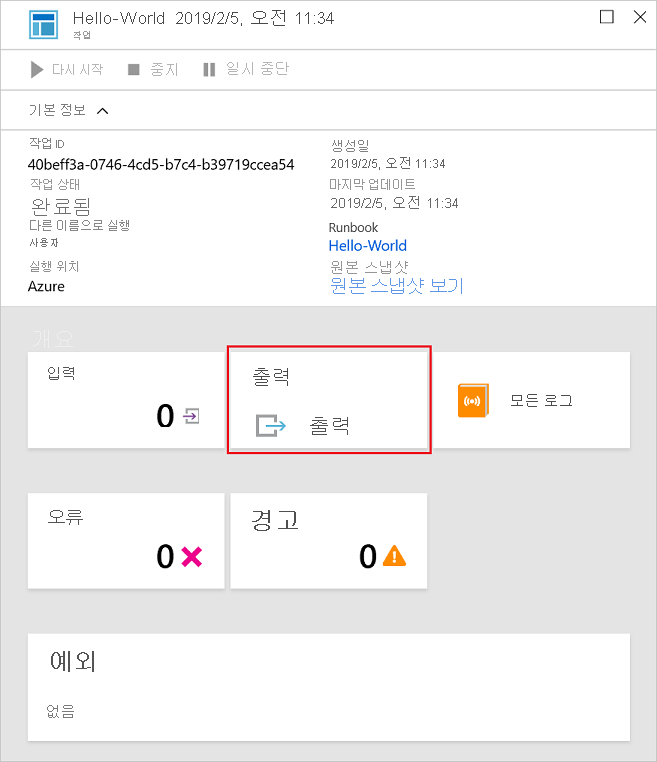 Hello-World 2019/2/5, 오전 11:34
작업
다시 시작 중지 일시 중단
기본 정보
작업 ID
40beff3a-0746-4cd5-b7c4-b39719ccea54
작업 상태
완료됨
다른 이름으로 실행
사용자
실행 위치
Azure
생성일
2019/2/5, 오전 11:34
마지막 업데이트
2019/2/5, 오전 11:34
Runbook
Hello-World
원본 스냅샷
원본 스냅샷 보기
개요
입력
0
출력
출력
모든 로그
오류
0
경고
0
예외
없음